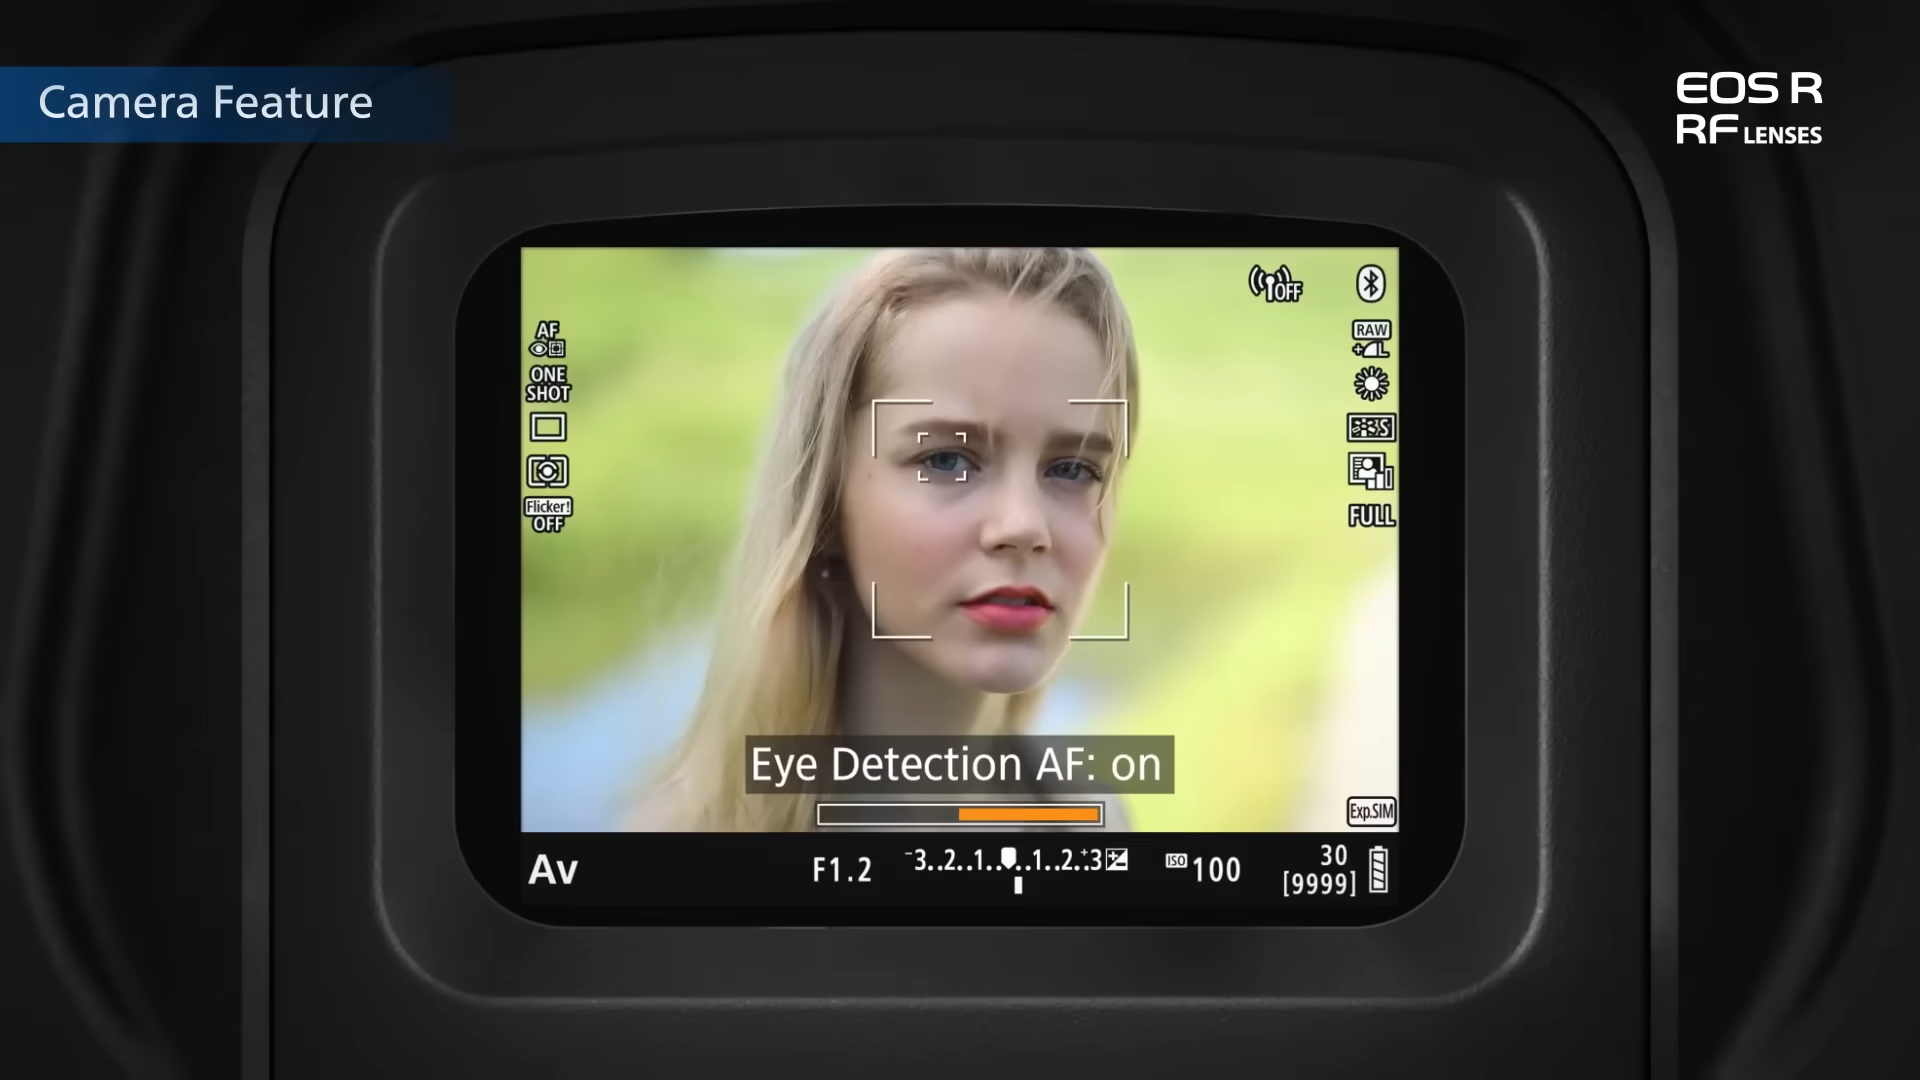 Camera Feature
EOS R
RF LENSES
OFF
AF
ONE
SHOT
Flicker!
OFF
RAW
+L
S
FULL
Eye Detection AF: on
Exp.SIM
Av
F1.2
-3..2..1....1..2..+3
ISO 100
30
[9999]